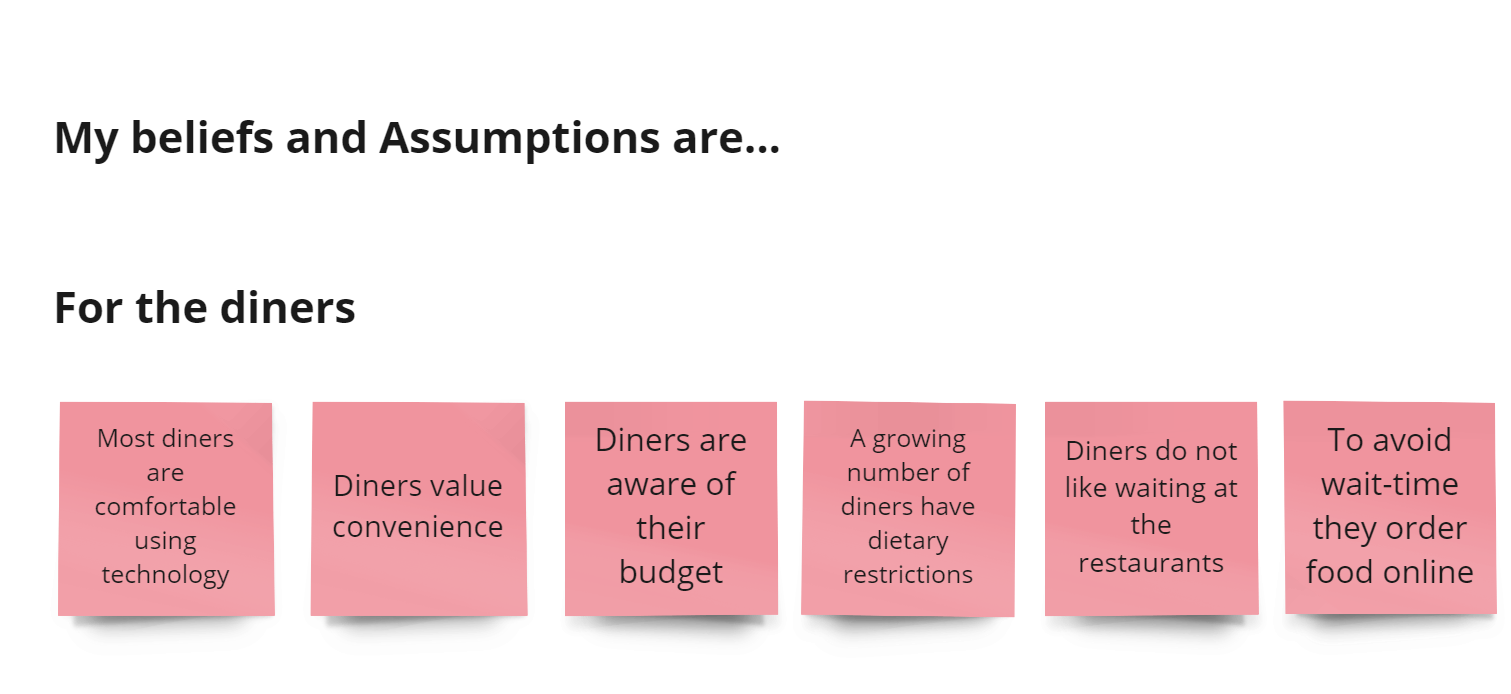 My beliefs and Assumptions are...
For the diners
Most diners
are
comfortable
using
technology
Diners value
convenience
Diners are
aware of
their
budget
A growing
number of
diners have
dietary
restrictions
Diners do not
like waiting at
the
restaurants
To avoid
wait-time
they order
food online